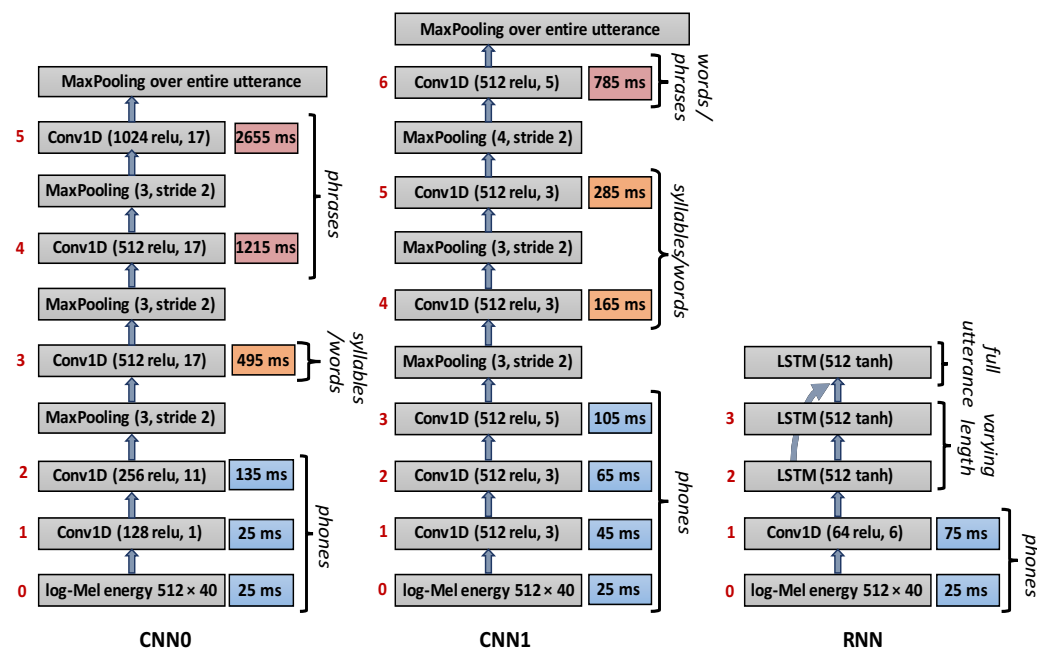 MaxPooling over entire utterance
5 Conv1D (1024 relu, 17) 2655 ms
MaxPooling (3, stride 2)
4 Conv1D (512 relu, 17) 1215 ms
phrases
MaxPooling (3, stride 2)
3 Conv1D (512 relu, 17) 495 ms
syllables
/words
MaxPooling (3, stride 2)
2 Conv1D (256 relu, 11) 135 ms
1 Conv1D (128 relu, 1) 25 ms
0 log-Mel energy 512 × 40 25 ms
phones
CNN0
MaxPooling over entire utterance
6 Conv1D (512 relu, 5) 785 ms
words /
phrases
MaxPooling (4, stride 2)
5 Conv1D (512 relu, 3) 285 ms
MaxPooling (3, stride 2)
4 Conv1D (512 relu, 3) 165 ms
syllables/words
MaxPooling (3, stride 2)
3 Conv1D (512 relu, 5) 105 ms
2 Conv1D (512 relu, 3) 65 ms
1 Conv1D (512 relu, 3) 45 ms
0 log-Mel energy 512 × 40 25 ms
phones
CNN1
LSTM (512 tanh)
full
utterance
3 LSTM (512 tanh)
2 LSTM (512 tanh)
varying
length
1 Conv1D (64 relu, 6) 75 ms
0 log-Mel energy 512 × 40 25 ms
phones
RNN